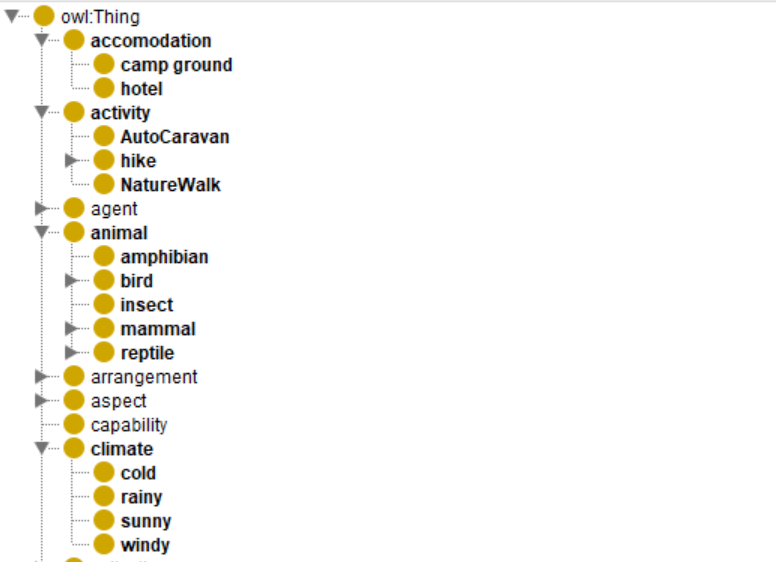 owl:Thing
accomodation
camp ground
hotel
activity
AutoCaravan
hike
NatureWalk
agent
animal
amphibian
bird
insect
mammal
reptile
arrangement
aspect
capability
climate
cold
rainy
sunny
windy